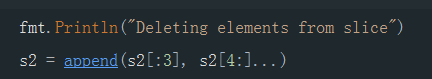 fmt.Println("Deleting elements from slice")
s2 = append(s2[:3], s2[4:]...)